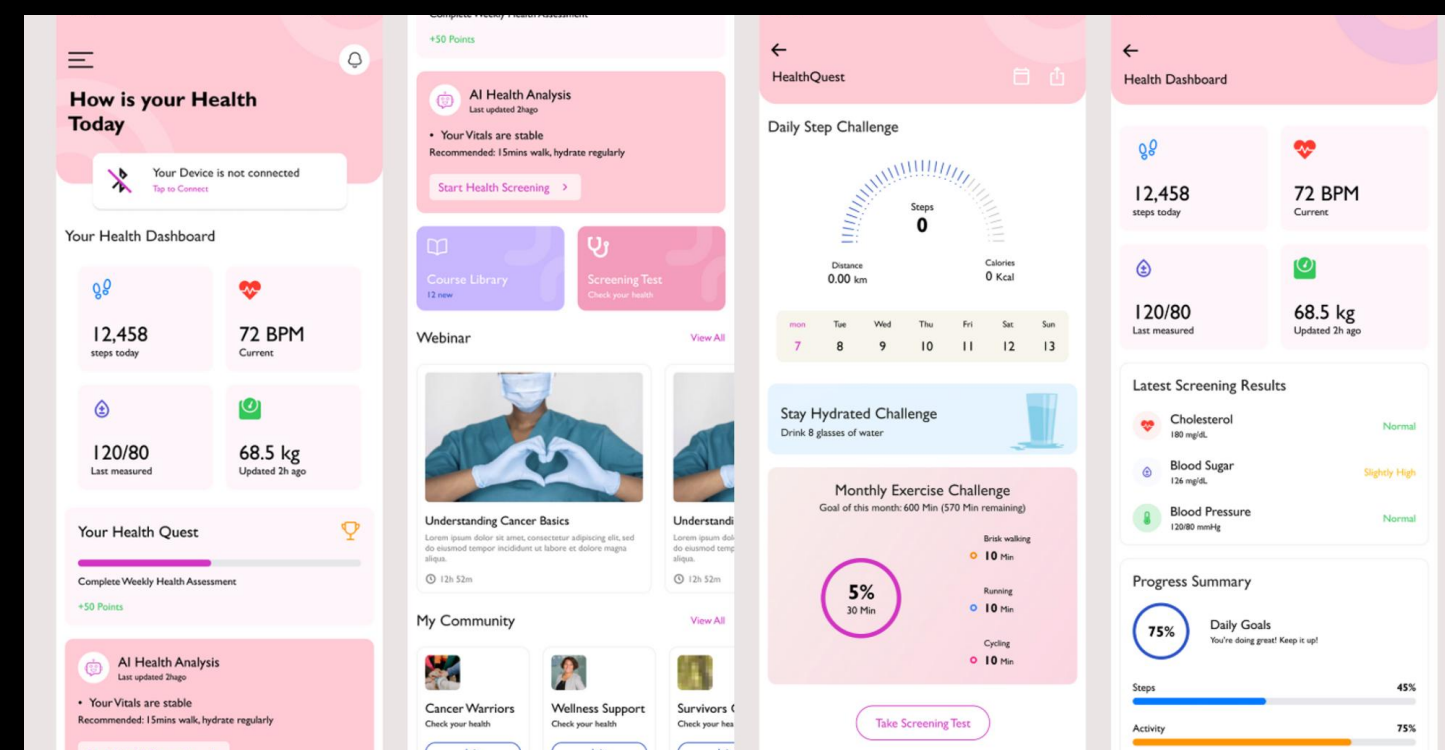 How is your Health
Today
Your Device is not connected
Tap to Connect
Your Health Dashboard
12,458
steps today
72 BPM
Current
120/80
Last measured
68.5 kg
Updated 2h ago
Your Health Quest
Complete Weekly Health Assessment
+50 Points
AI Health Analysis
Last updated 2hago
• Your Vitals are stable
Recommended: 15mins walk, hydrate regularly
Complete Weekly Health Assessment
+50 Points
AI Health Analysis
Last updated 2hago
• Your Vitals are stable
Recommended: 15mins walk, hydrate regularly
Start Health Screening >
Course Library
12 new
Screening Test
Check your health
Webinar
View All
Understanding Cancer Basics
Lorem ipsum dolor sit amet, consectetur adipiscing elit, sed
do eiusmod tempor incididunt ut labore et dolore magna
aliqua.
12h 52m
Understandi
Lorem ipsum dol
do eiusmod temp
aliqua.
12h 52m
My Community
View All
Cancer Warriors
Check your health
Wellness Support
Check your health
Survivors
Check your hea
HealthQuest
Daily Step Challenge
Steps
0
Distance
0.00 km
Calories
0 Kcal
mon Tue Wed Thu Fri Sat Sun
7 8 9 10 11 12 13
Stay Hydrated Challenge
Drink 8 glasses of water
Monthly Exercise Challenge
Goal of this month: 600 Min (570 Min remaining)
5%
30 Min
Brisk walking
10 Min
Running
10 Min
Cycling
10 Min
Take Screening Test
Health Dashboard
12,458
steps today
72 BPM
Current
120/80
Last measured
68.5 kg
Updated 2h ago
Latest Screening Results
Cholesterol
180 mg/dL
Normal
Blood Sugar
126 mg/dL
Slightly High
Blood Pressure
120/80 mmHg
Normal
Progress Summary
75%
Daily Goals
You're doing great! Keep it up!
Steps 45%
Activity 75%